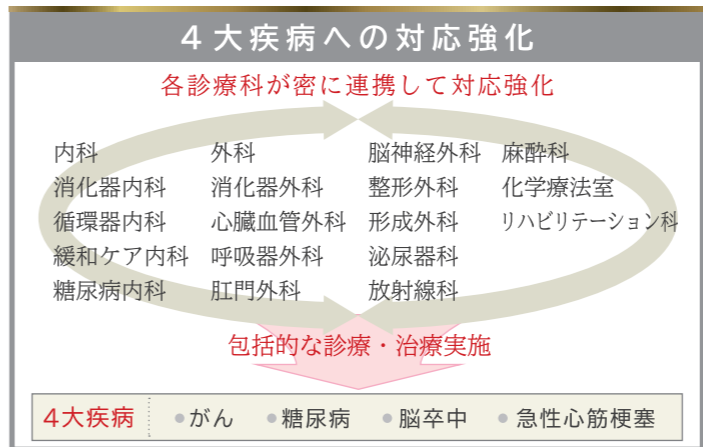 4大疾病への対応強化
各診療科が密に連携して対応強化
内科 外科 脳神経外科 麻酔科
消化器内科 消化器外科 整形外科 化学療法室
循環器内科 心臓血管外科 形成外科 リハビリテーション科
緩和ケア内科 呼吸器外科 泌尿器科
糖尿病内科 肛門外科 放射線科
包括的な診療・治療実施
4大疾病 ●がん ●糖尿病 ●脳卒中 ●急性心筋梗塞